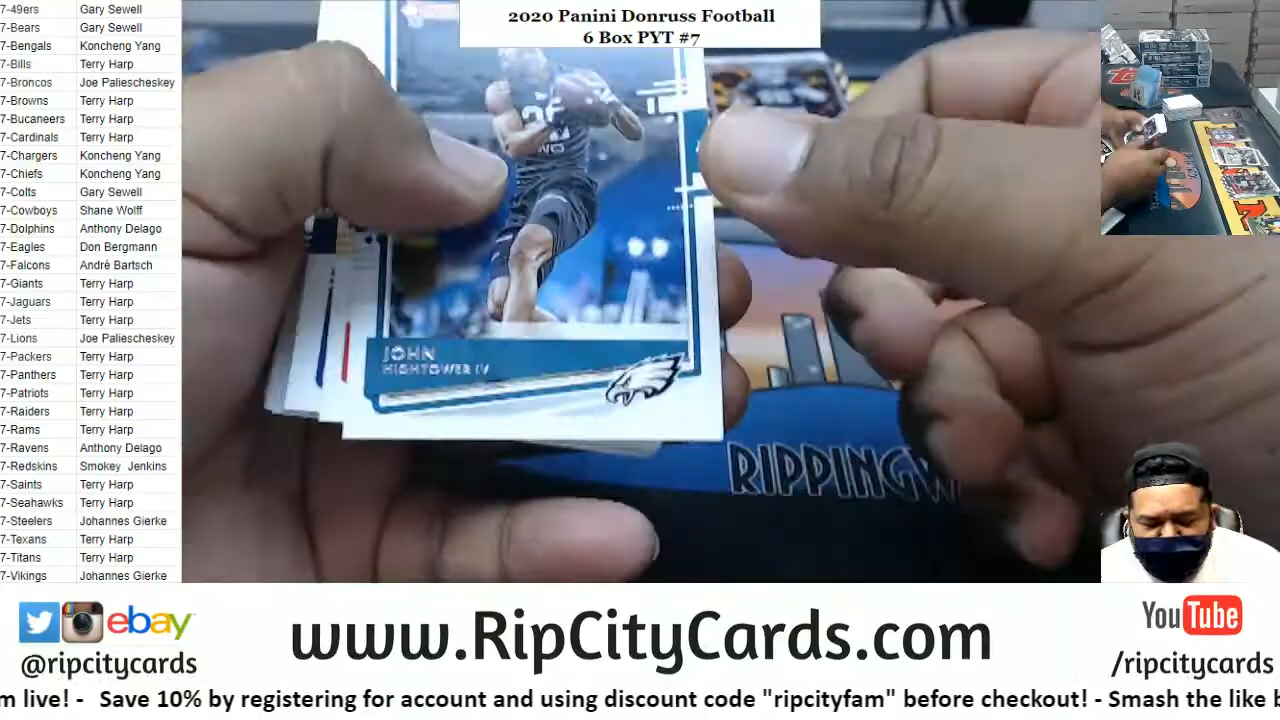 7-49ers Gary Sewell
7-Bears Gary Sewell
7-Bengals Koncheng Yang
7-Bills Terry Harp
7-Broncos Joe Paliescheskey
7-Browns Terry Harp
7-Bucaneers Terry Harp
7-Cardinals Terry Harp
7-Chargers Koncheng Yang
7-Chiefs Koncheng Yang
7-Colts Gary Sewell
7-Cowboys Shane Wolff
7-Dolphins Anthony Delago
7-Eagles Don Bergmann
7-Falcons Andrè Bartsch
7-Giants Terry Harp
7-Jaguars Terry Harp
7-Jets Terry Harp
7-Lions Joe Paliescheskey
7-Packers Terry Harp
7-Panthers Terry Harp
7-Patriots Terry Harp
7-Raiders Terry Harp
7-Rams Terry Harp
7-Ravens Anthony Delago
7-Redskins Smokey Jenkins
7-Saints Terry Harp
7-Seahawks Terry Harp
7-Steelers Johannes Gierke
7-Texans Terry Harp
7-Titans Terry Harp
7-Vikings Johannes Gierke
2020 Panini Donruss Football
6 Box PYT #7
JOHN
HIGHTOWER IV
RIPPINGW
ebay
@ripcitycards
www.RipCityCards.com
YouTube
/ripcitycards
m live! - Save 10% by registering for account and using discount code "ripcityfam" before checkout! - Smash the like b